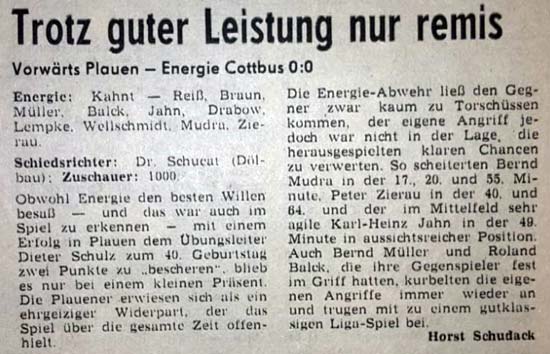 Trotz guter Leistung nur remis
Vorwärts Plauen – Energie Cottbus 0:0
Energie: Kahnt – Reiß, Braun,
Müller, Balck, Jahn, Drabow,
Lempke, Wellschmidt, Mudra, Zie-
rau.
Schiedsrichter: Dr. Schucat (Döl-
bau); Zuschauer: 1000.
Obwohl Energie den besten Willen
besaß – und das war auch im
Spiel zu erkennen – mit einem
Erfolg in Plauen dem Übungsleiter
Dieter Schulz zum 40. Geburtstag
zwei Punkte zu „bescheren", blieb
es nur bei einem kleinen Präsent.
Die Plauener erwiesen sich als ein
ehrgeiziger Widerpart, der das
Spiel über die gesamte Zeit offen-
hielt.
Die Energie-Abwehr ließ den Geg-
ner zwar kaum zu Torschüssen
kommen, der eigene Angriff je-
doch war nicht in der Lage, die
herausgespielten klaren Chancen
zu verwerten. So scheiterten Bernd
Mudra in der 17., 20. und 55. Mi-
nute, Peter Zierau in der 40. und
64. und der im Mittelfeld sehr
agile Karl-Heinz Jahn in der 49.
Minute in aussichtsreicher Position.
Auch Bernd Müller und Roland
Balck, die ihre Gegenspieler fest
im Griff hatten, kurbelten die eige-
nen Angriffe immer wieder an
und trugen mit zu einem gutklas-
sigen Liga-Spiel bei.
Horst Schudack